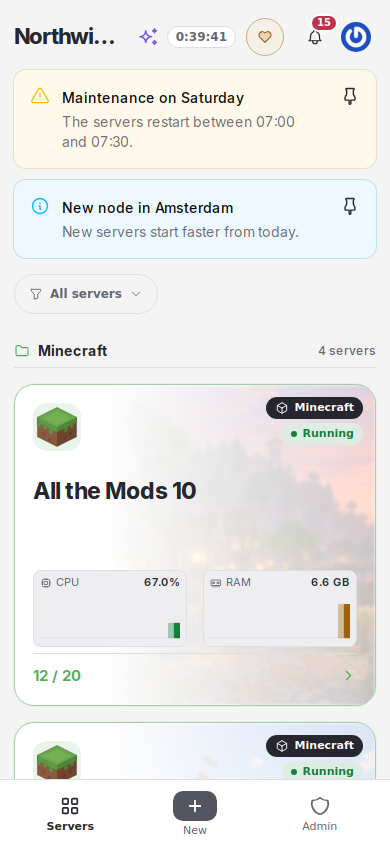 Northwi...
0:39:41
15
Maintenance on Saturday
The servers restart between 07:00
and 07:30.
New node in Amsterdam
New servers start faster from today.
All servers
Minecraft
4 servers
Minecraft
Running
All the Mods 10
CPU
67.0%
RAM
6.6 GB
12 / 20
Minecraft
Running
Servers
New
Admin